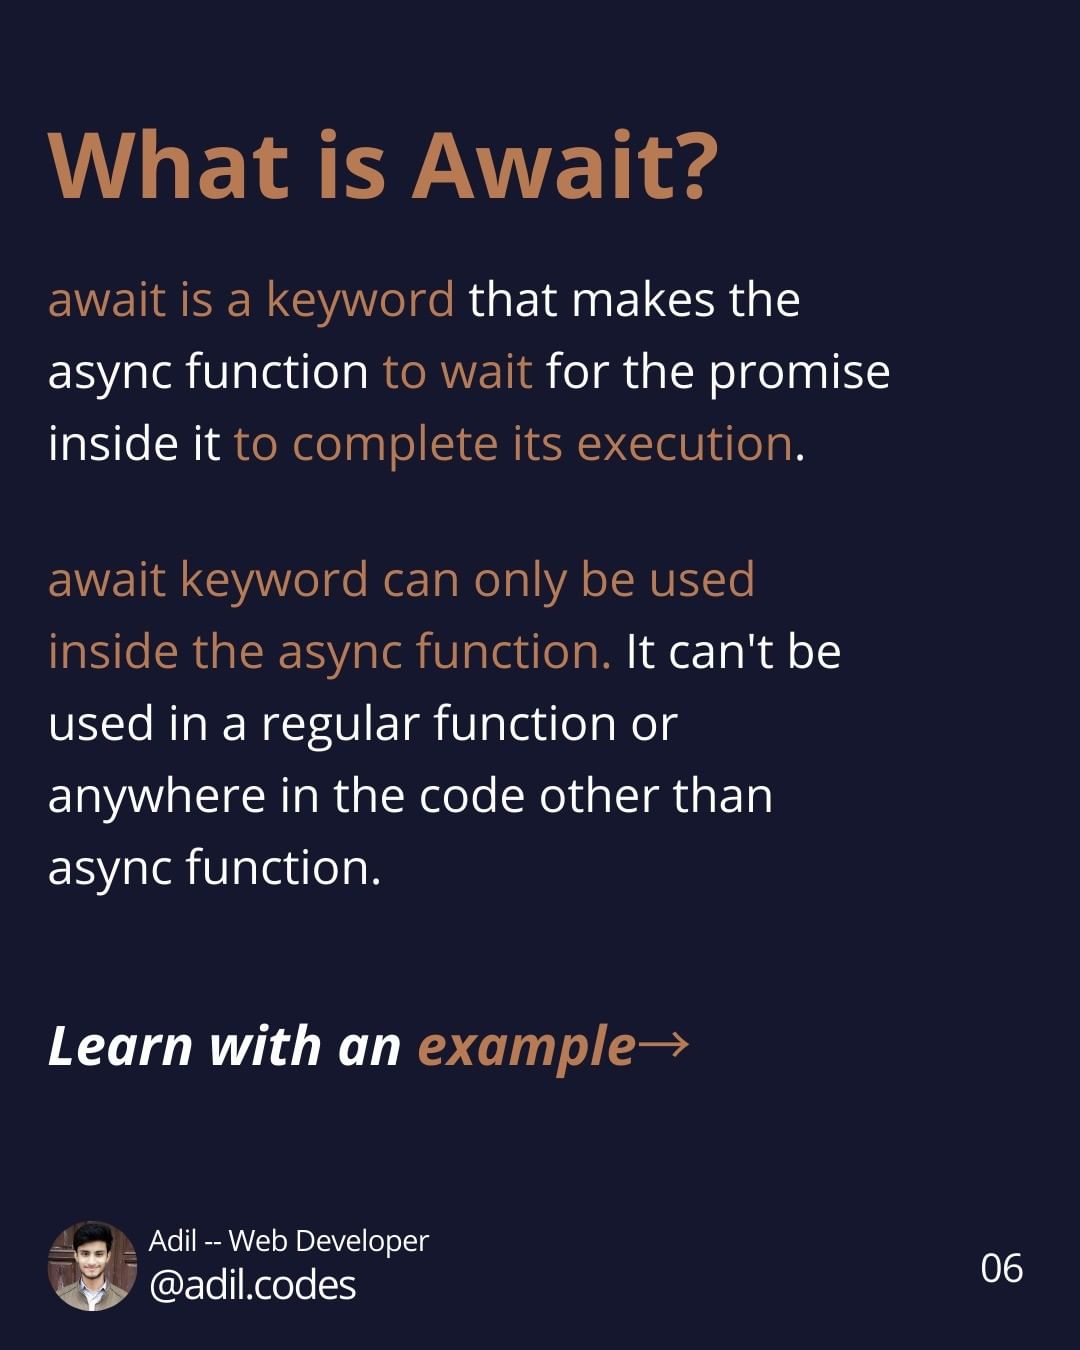 What is Await?
await is a keyword that makes the
async function to wait for the promise
inside it to complete its execution.
await keyword can only be used
inside the async function. It can't be
used in a regular function or
anywhere in the code other than
async function.
Learn with an example→
Adil -- Web Developer
@adil.codes
06